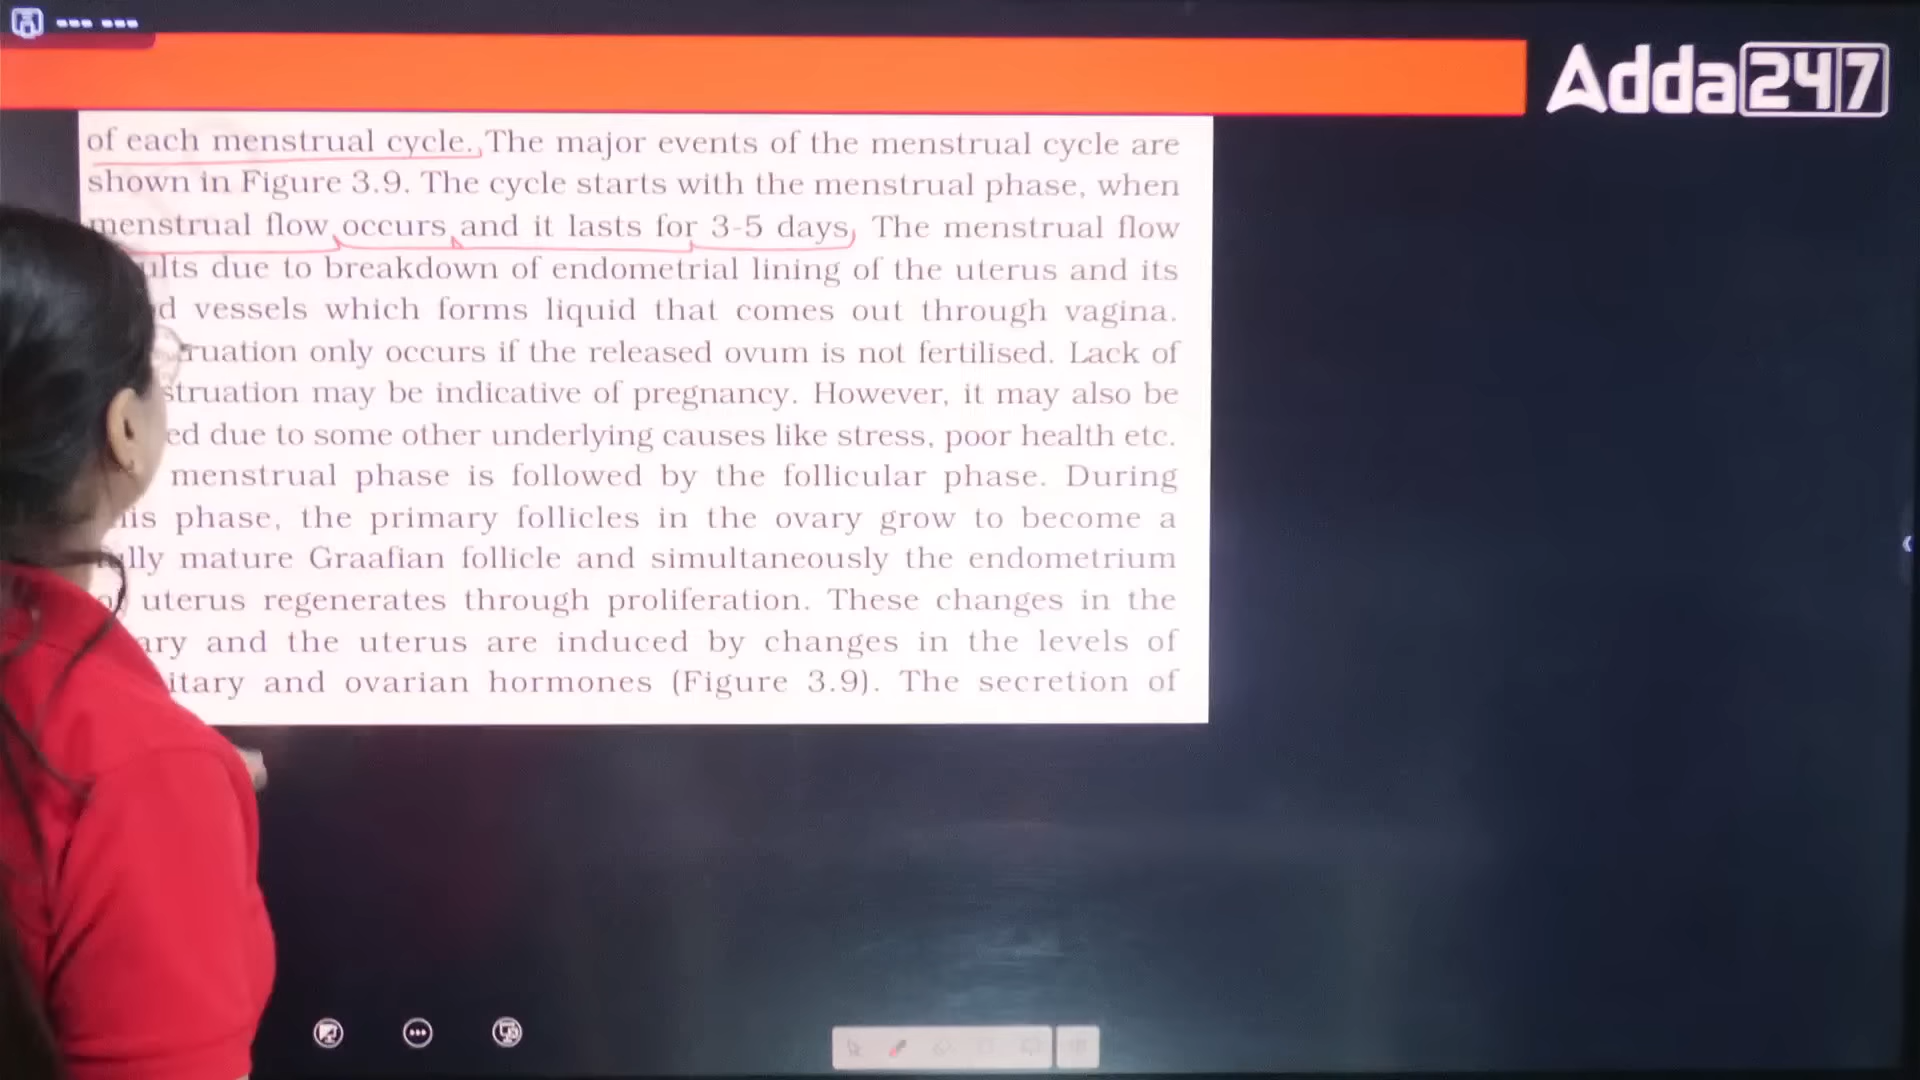 Adda247
of each menstrual cycle. The major events of the menstrual cycle are
shown in Figure 3.9. The cycle starts with the menstrual phase, when
menstrual flow occurs and it lasts for 3-5 days. The menstrual flow
due to breakdown of endometrial lining of the uterus and its
vessels which forms liquid that comes out through vagina.
only occurs if the released ovum is not fertilised. Lack of
may be indicative of pregnancy. However, it may also be
due to some other underlying causes like stress, poor health etc.
menstrual phase is followed by the follicular phase. During
phase, the primary follicles in the ovary grow to become a
mature Graafian follicle and simultaneously the endometrium
uterus regenerates through proliferation. These changes in the
and the uterus are induced by changes in the levels of
and ovarian hormones (Figure 3.9). The secretion of